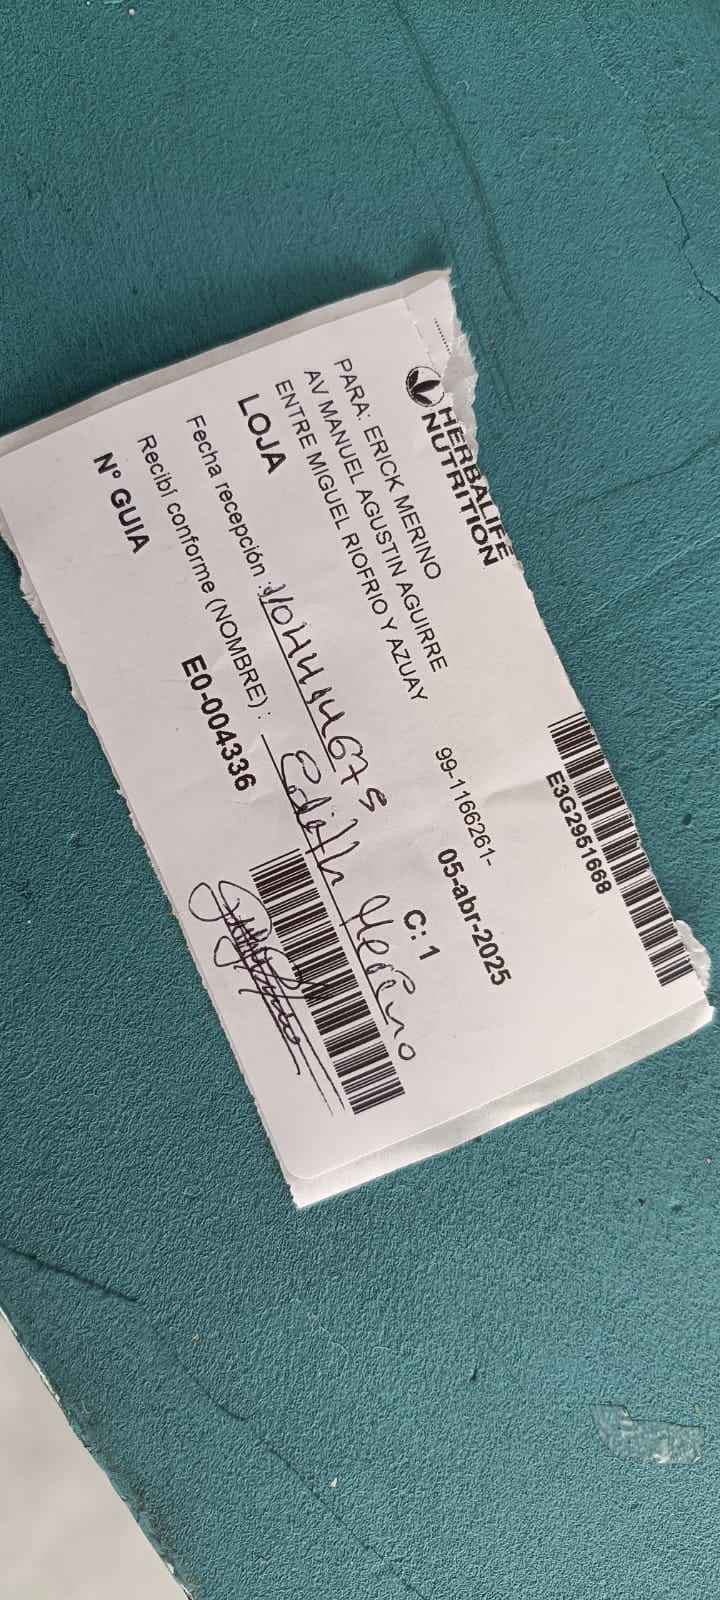 HERBALIFE
NUTRITION
E3G2951668
PARA: ERICK MERINO
99-1166261-
AV MANUEL AGUSTIN AGUIRRE
05-abr-2025
ENTRE MIGUEL RIOFRIO Y AZUAY
LOJA
C: 1
Fecha recepción :
Recibí conforme (NOMBRE) : Edith Merino
N° GUIA
E0-004336